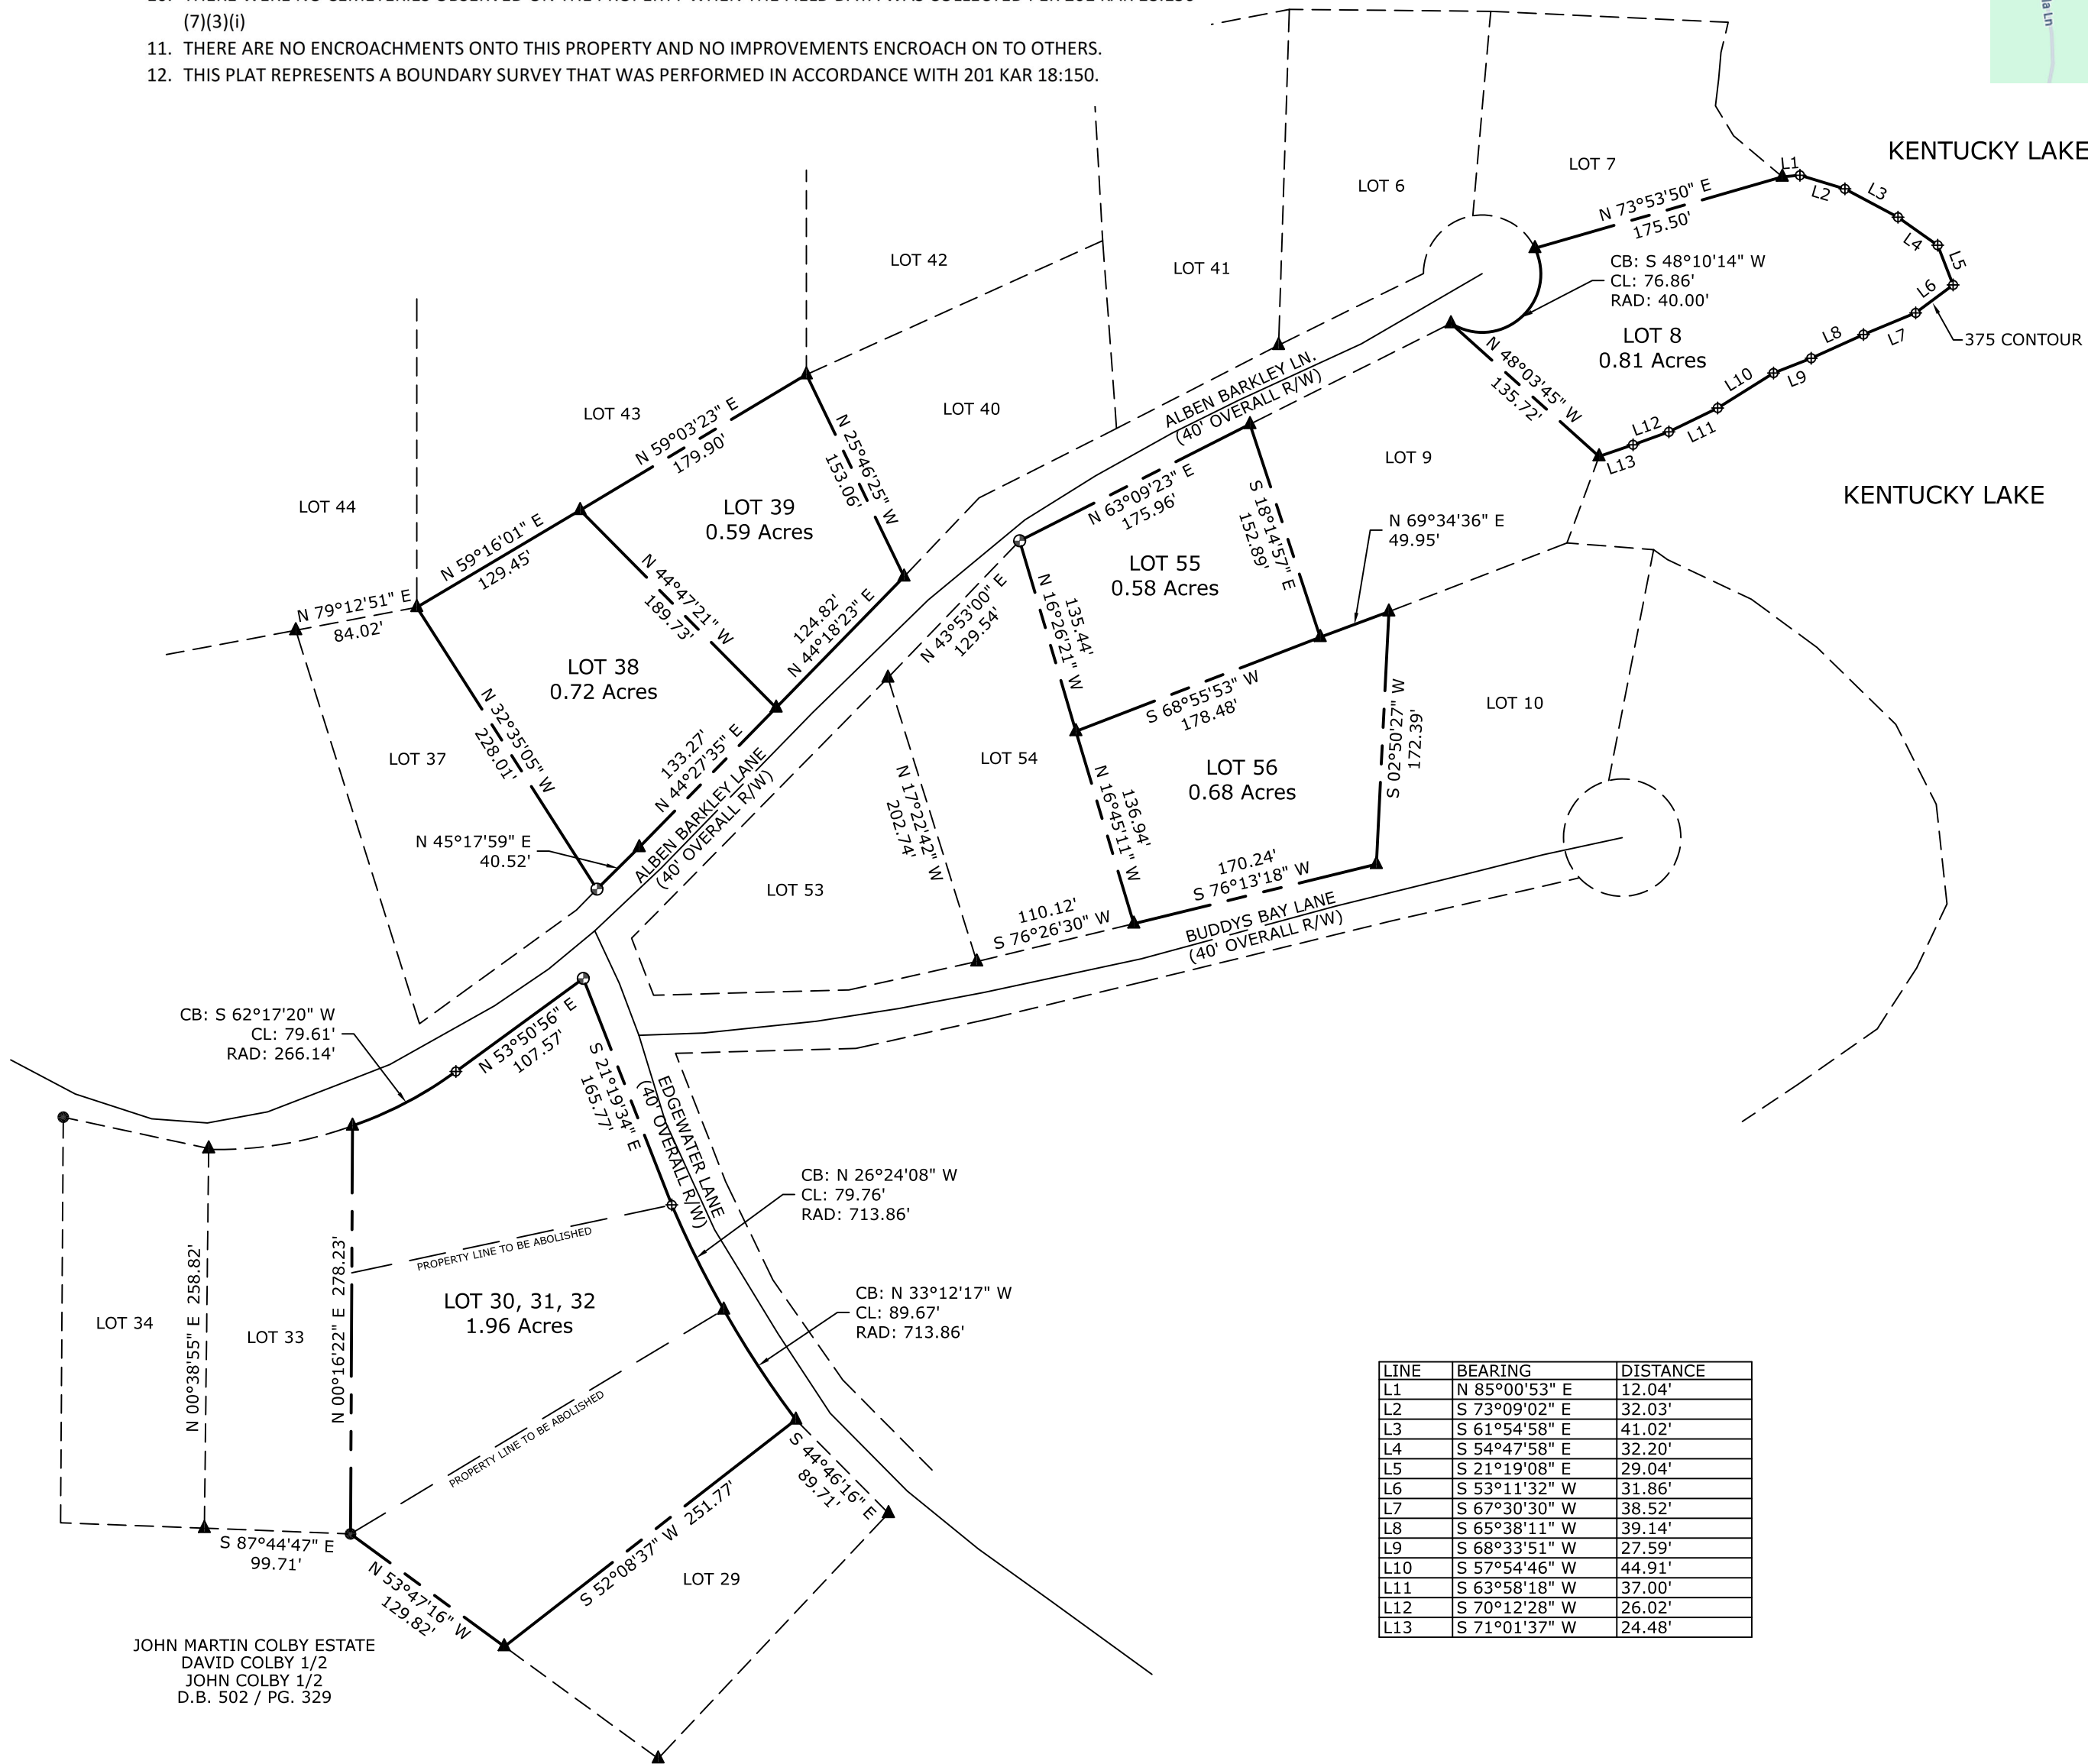 (7)(3)(i)
11. THERE ARE NO ENCROACHMENTS ONTO THIS PROPERTY AND NO IMPROVEMENTS ENCROACH ON TO OTHERS.
12. THIS PLAT REPRESENTS A BOUNDARY SURVEY THAT WAS PERFORMED IN ACCORDANCE WITH 201 KAR 18:150.
la Ln
KENTUCKY LAKE
LOT 7
LOT 6
L1
L2
L3
L4
L5
L6
L7
L8
L9
L10
L11
L12
L13
N 73°53'50" E
175.50'
CB: S 48°10'14" W
CL: 76.86'
RAD: 40.00'
LOT 8
0.81 Acres
375 CONTOUR
N 48°03'45" W
135.72'
KENTUCKY LAKE
LOT 42
LOT 41
LOT 43
LOT 40
LOT 44
N 59°03'23" E
179.90'
N 25°46'25" W
153.06'
ALBEN BARKLEY LN.
(40' OVERALL R/W)
LOT 9
LOT 39
0.59 Acres
N 59°16'01" E
129.45'
N 79°12'51" E
84.02'
N 44°47'21" W
189.73'
124.82'
N 44°18'23" E
N 63°09'23" E
175.96'
S 18°14'57" E
152.89'
N 69°34'36" E
49.95'
LOT 55
0.58 Acres
N 43°53'00" E
129.54'
135.44'
N 16°26'21" W
LOT 38
0.72 Acres
LOT 37
N 32°35'05" W
228.01'
133.27'
N 44°27'35" E
S 68°55'53" W
178.48'
LOT 10
LOT 54
LOT 56
0.68 Acres
S 02°50'27" W
172.39'
N 17°22'42" W
202.74'
136.94'
N 16°45'11" W
N 45°17'59" E
40.52'
ALBEN BARKLEY LANE
(40' OVERALL R/W)
LOT 53
170.24'
S 76°13'18" W
110.12'
S 76°26'30" W
BUDDYS BAY LANE
(40' OVERALL R/W)
CB: S 62°17'20" W
CL: 79.61'
RAD: 266.14'
N 53°50'56" E
107.57'
S 21°19'34" E
165.77'
EDGEWATER LANE
(40' OVERALL R/W)
CB: N 26°24'08" W
CL: 79.76'
RAD: 713.86'
PROPERTY LINE TO BE ABOLISHED
LOT 30, 31, 32
1.96 Acres
CB: N 33°12'17" W
CL: 89.67'
RAD: 713.86'
LOT 34
N 00°38'55" E 258.82'
LOT 33
N 00°16'22" E 278.23'
PROPERTY LINE TO BE ABOLISHED
S 44°46'16" E
89.71'
S 52°08'37" W 251.77'
S 87°44'47" E
99.71'
N 53°47'16" W
129.82'
LOT 29
JOHN MARTIN COLBY ESTATE
DAVID COLBY 1/2
JOHN COLBY 1/2
D.B. 502 / PG. 329
LINE BEARING DISTANCE
L1 N 85°00'53" E 12.04'
L2 S 73°09'02" E 32.03'
L3 S 61°54'58" E 41.02'
L4 S 54°47'58" E 32.20'
L5 S 21°19'08" E 29.04'
L6 S 53°11'32" W 31.86'
L7 S 67°30'30" W 38.52'
L8 S 65°38'11" W 39.14'
L9 S 68°33'51" W 27.59'
L10 S 57°54'46" W 44.91'
L11 S 63°58'18" W 37.00'
L12 S 70°12'28" W 26.02'
L13 S 71°01'37" W 24.48'